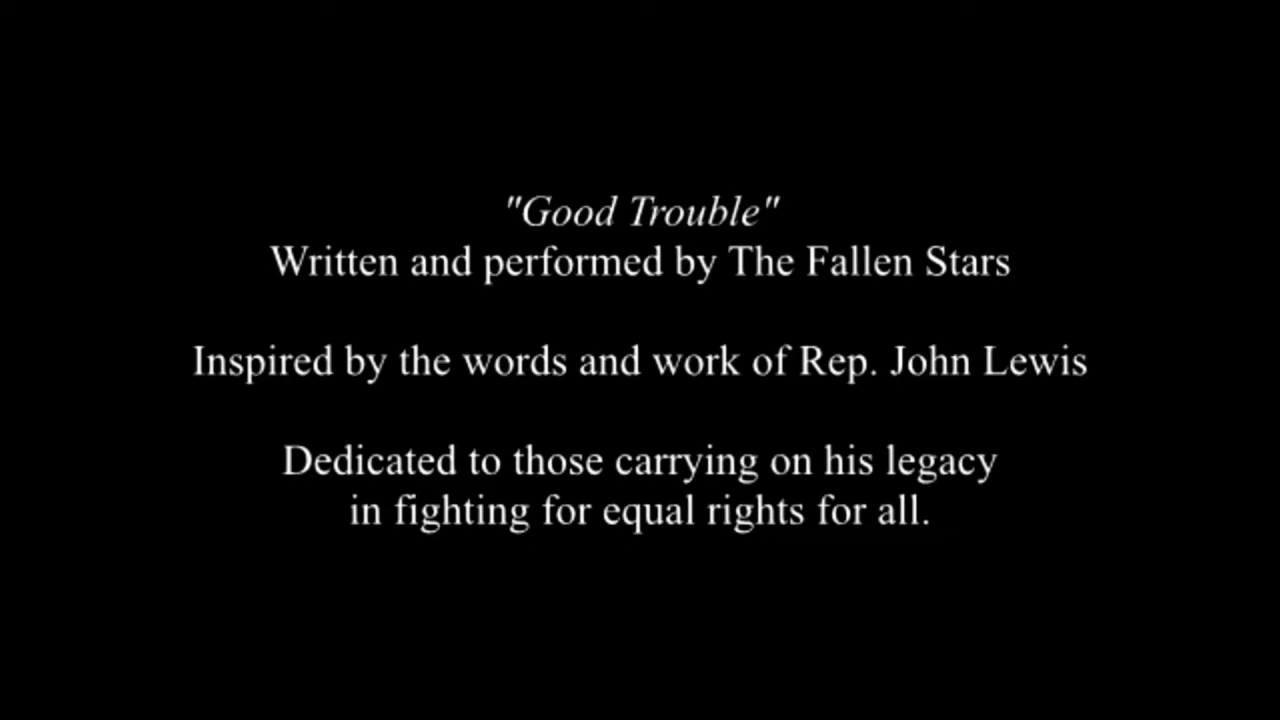 "Good Trouble"
Written and performed by The Fallen Stars
Inspired by the words and work of Rep. John Lewis
Dedicated to those carrying on his legacy
in fighting for equal rights for all.